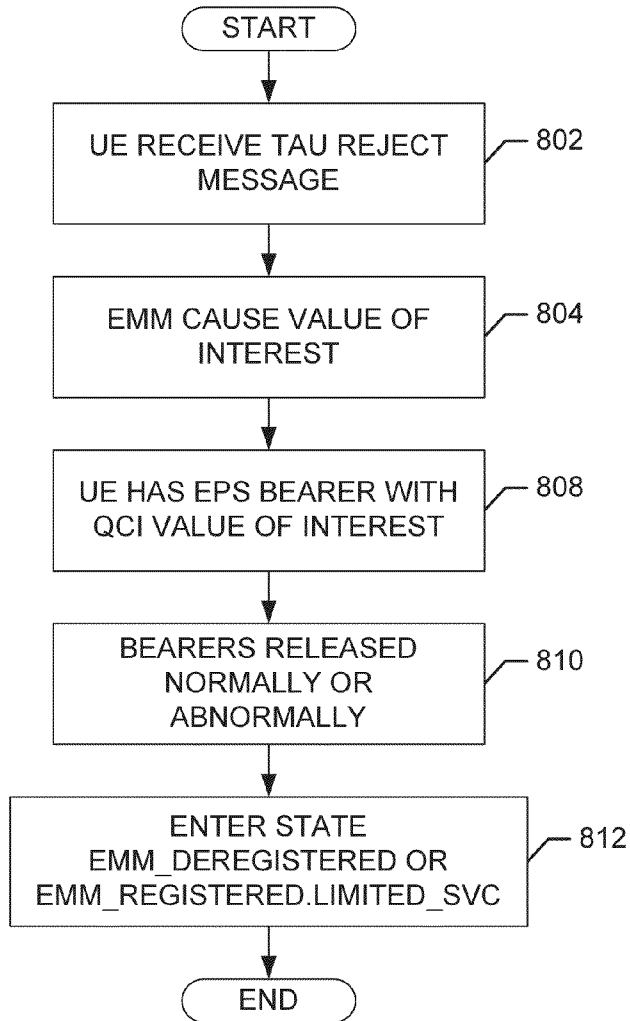 START
UE RECEIVE TAU REJECT
MESSAGE
802
EMM CAUSE VALUE OF
INTEREST
804
UE HAS EPS BEARER WITH
QCI VALUE OF INTEREST
808
BEARERS RELEASED
NORMALLY OR
ABNORMALLY
810
ENTER STATE
EMM_DEREGISTERED OR
EMM_REGISTERED.LIMITED_SVC
812
END